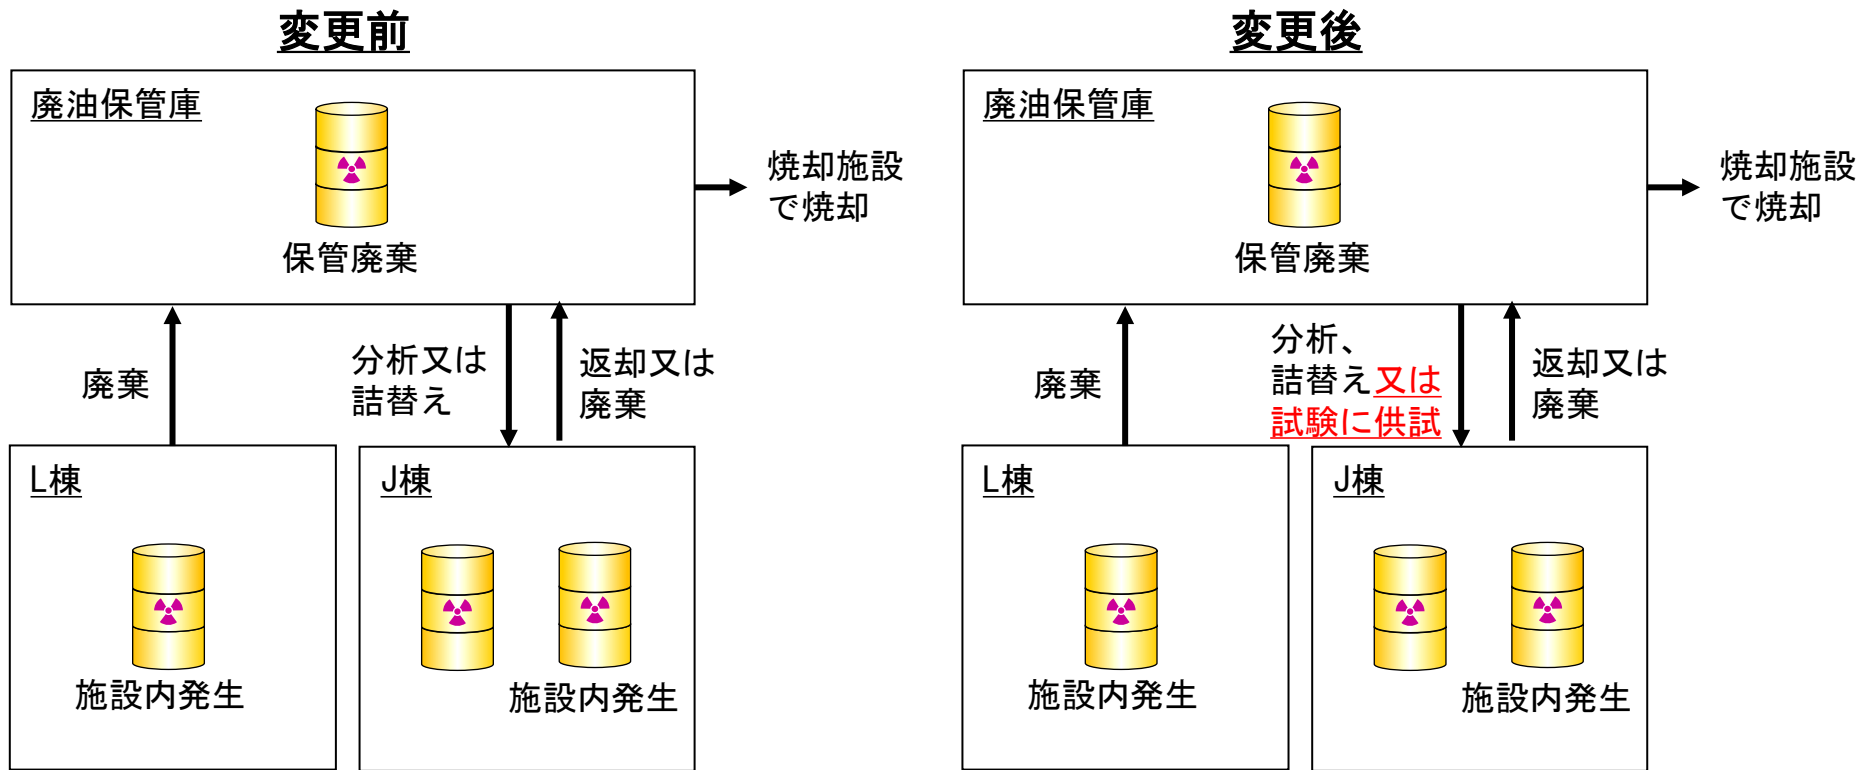 変更前
廃油保管庫
保管廃棄
焼却施設
で焼却
廃棄
分析又は
詰替え
返却又は
廃棄
L棟
施設内発生
J棟
施設内発生
変更後
廃油保管庫
保管廃棄
焼却施設
で焼却
廃棄
分析、
詰替え又は
試験に供試
返却又は
廃棄
L棟
施設内発生
J棟
施設内発生